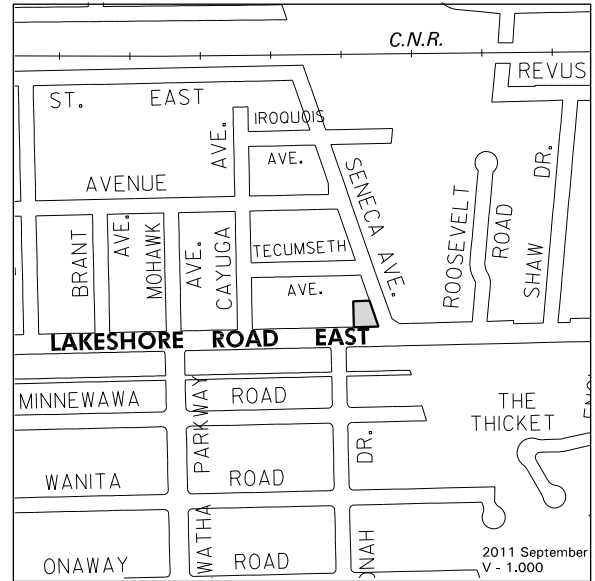 C.N.R.
REVUS
ST. EAST
IROQUOIS
AVE.
AVE.
AVENUE
SENECA AVE.
DR.
ROOSEVELT
ROAD
SHAW
BRANT
AVE.
MOHAWK
AVE.
CAYUGA
TECUMSETH
AVE.
LAKESHORE ROAD EAST
MINNEWAWA ROAD
PARKWAY
THE
THICKET
DR.
WANITA ROAD
WATHA
ONAWAY ROAD
ONAH
2011 September
V - 1.000